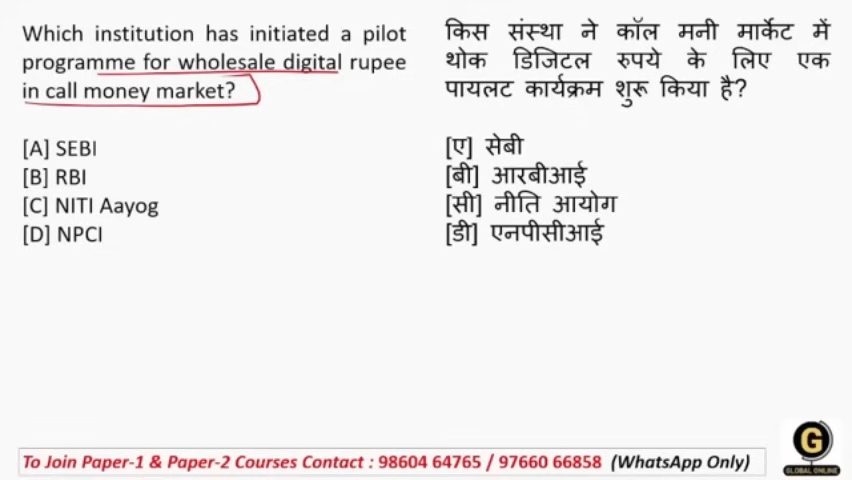 Which institution has initiated a pilot
programme for wholesale digital rupee
in call money market?
[A] SEBI
[B] RBI
[C] NITI Aayog
[D] NPCI
किस संस्था ने कॉल मनी मार्केट में
थोक डिजिटल रुपये के लिए एक
पायलट कार्यक्रम शुरू किया है?
[ए] सेबी
[बी] आरबीआई
[सी] नीति आयोग
[डी] एनपीसीआई
To Join Paper-1 & Paper-2 Courses Contact : 98604 64765 / 97660 66858 (WhatsApp Only)
G
GLOBAL ONLINE